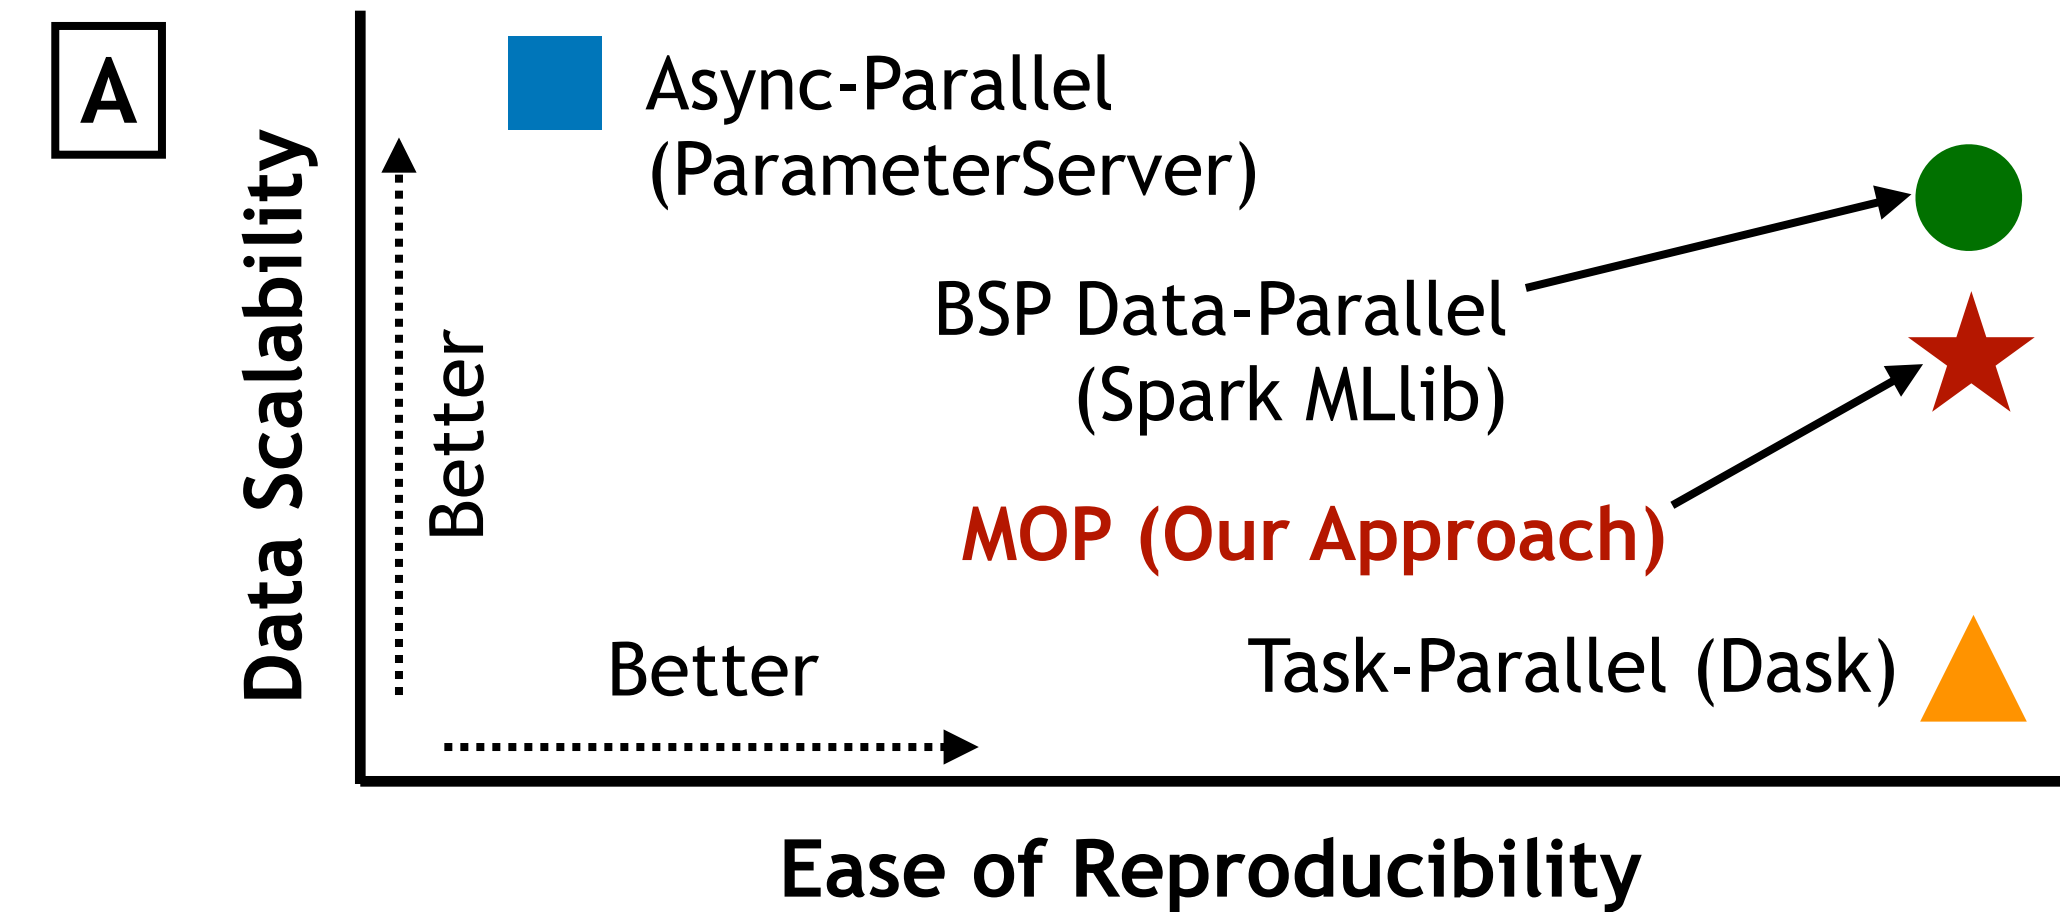 A
Async-Parallel
(ParameterServer)
Data Scalability
Better
BSP Data-Parallel
(Spark MLlib)
MOP (Our Approach)
Better
Task-Parallel (Dask)
Ease of Reproducibility